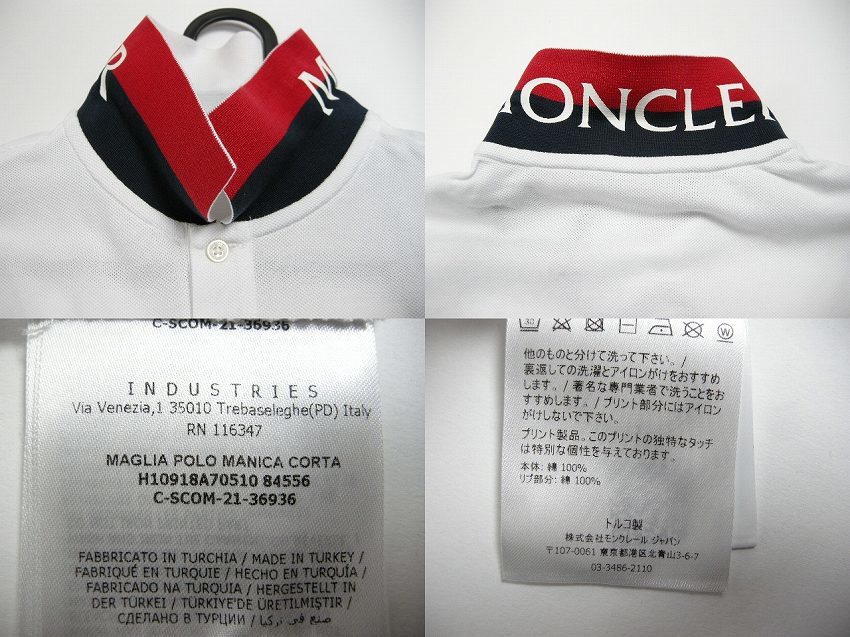 R
M
MONCLER
C-SCOM-21-36936
INDUSTRIES
Via Venezia,1 35010 Trebaseleghe(PD) Italy
RN 116347
MAGLIA POLO MANICA CORTA
H10918A70510 84556
C-SCOM-21-36936
FABBRICATO IN TURCHIA / MADE IN TURKEY /
FABRIQUÉ EN TURQUIE / HECHO EN TURQUÍA /
FABRICADO NA TURQUIA / HERGESTELLT IN
DER TÜRKEI / TÜRKİYE'DE ÜRETİLMİŞTİR /
СДЕЛАНО В ТУРЦИИ / صنع في تركيا
30
W
他のものと分けて洗って下さい。/
裏返しての洗濯とアイロンがけをおすすめ
します。/ 著名な専門業者で洗うことをお
すすめします。/ プリント部分にはアイロン
がけしないで下さい。
プリント製品。このプリントの独特なタッチ
は特別な個性を与えております。
本体: 綿 100%
リブ部分: 綿 100%
トルコ製
株式会社モンクレール ジャパン
〒107-0061 東京都港区北青山3-6-7
03-3486-2110